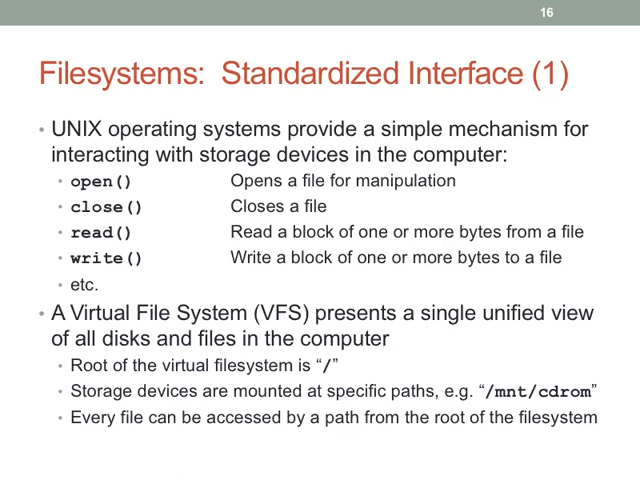 16
Filesystems: Standardized Interface (1)
• UNIX operating systems provide a simple mechanism for
interacting with storage devices in the computer:
• open() Opens a file for manipulation
• close() Closes a file
• read() Read a block of one or more bytes from a file
• write() Write a block of one or more bytes to a file
• etc.
• A Virtual File System (VFS) presents a single unified view
of all disks and files in the computer
• Root of the virtual filesystem is “/”
• Storage devices are mounted at specific paths, e.g. “/mnt/cdrom”
• Every file can be accessed by a path from the root of the filesystem